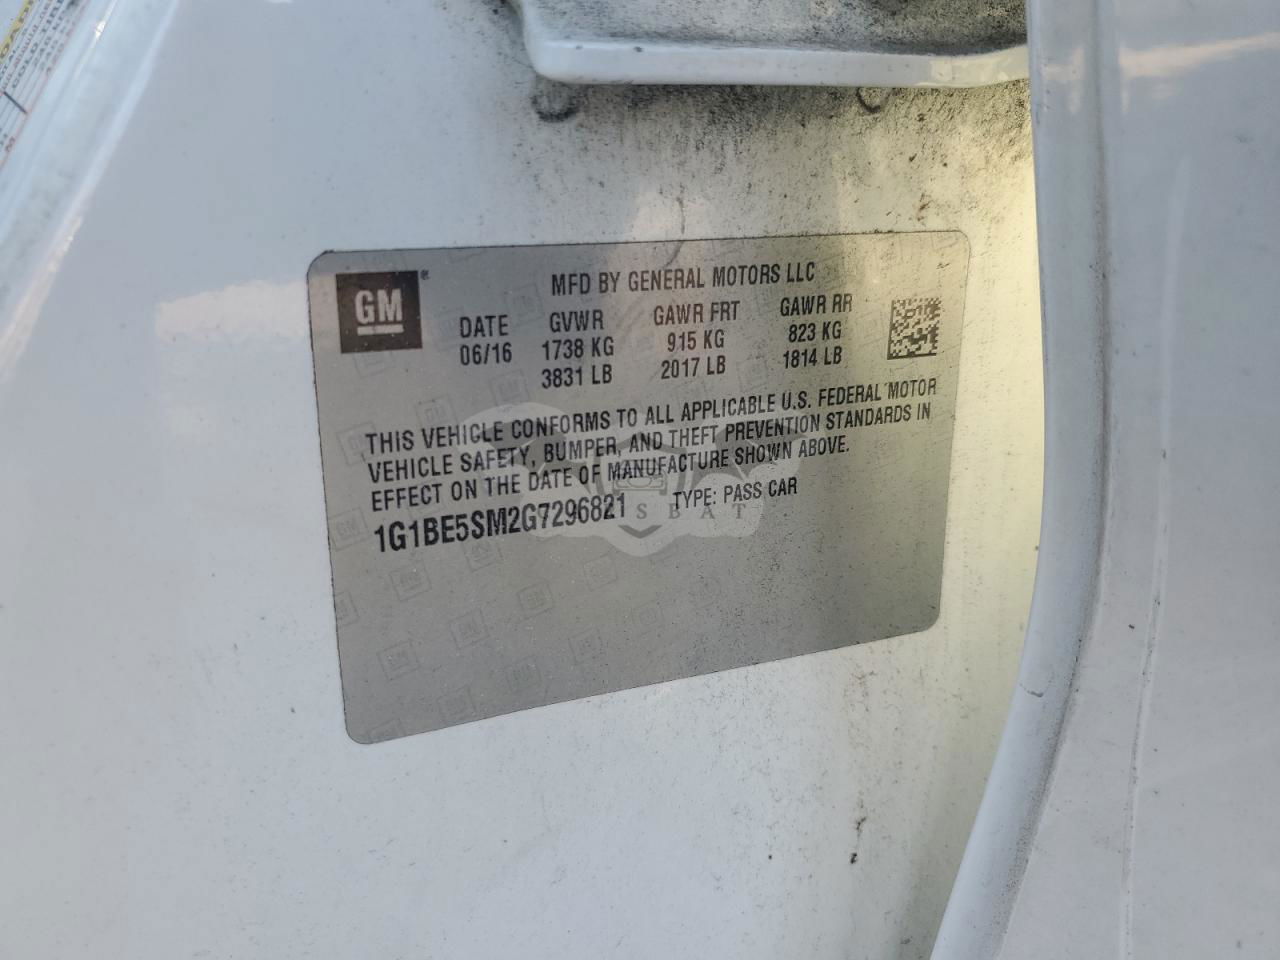 GM®
MFD BY GENERAL MOTORS LLC
DATE GVWR GAWR FRT GAWR RR
06/16 1738 KG 915 KG 823 KG
3831 LB 2017 LB 1814 LB
THIS VEHICLE CONFORMS TO ALL APPLICABLE U.S. FEDERAL MOTOR
VEHICLE SAFETY, BUMPER, AND THEFT PREVENTION STANDARDS IN
EFFECT ON THE DATE OF MANUFACTURE SHOWN ABOVE.
1G1BE5SM2G7296821 TYPE: PASS CAR